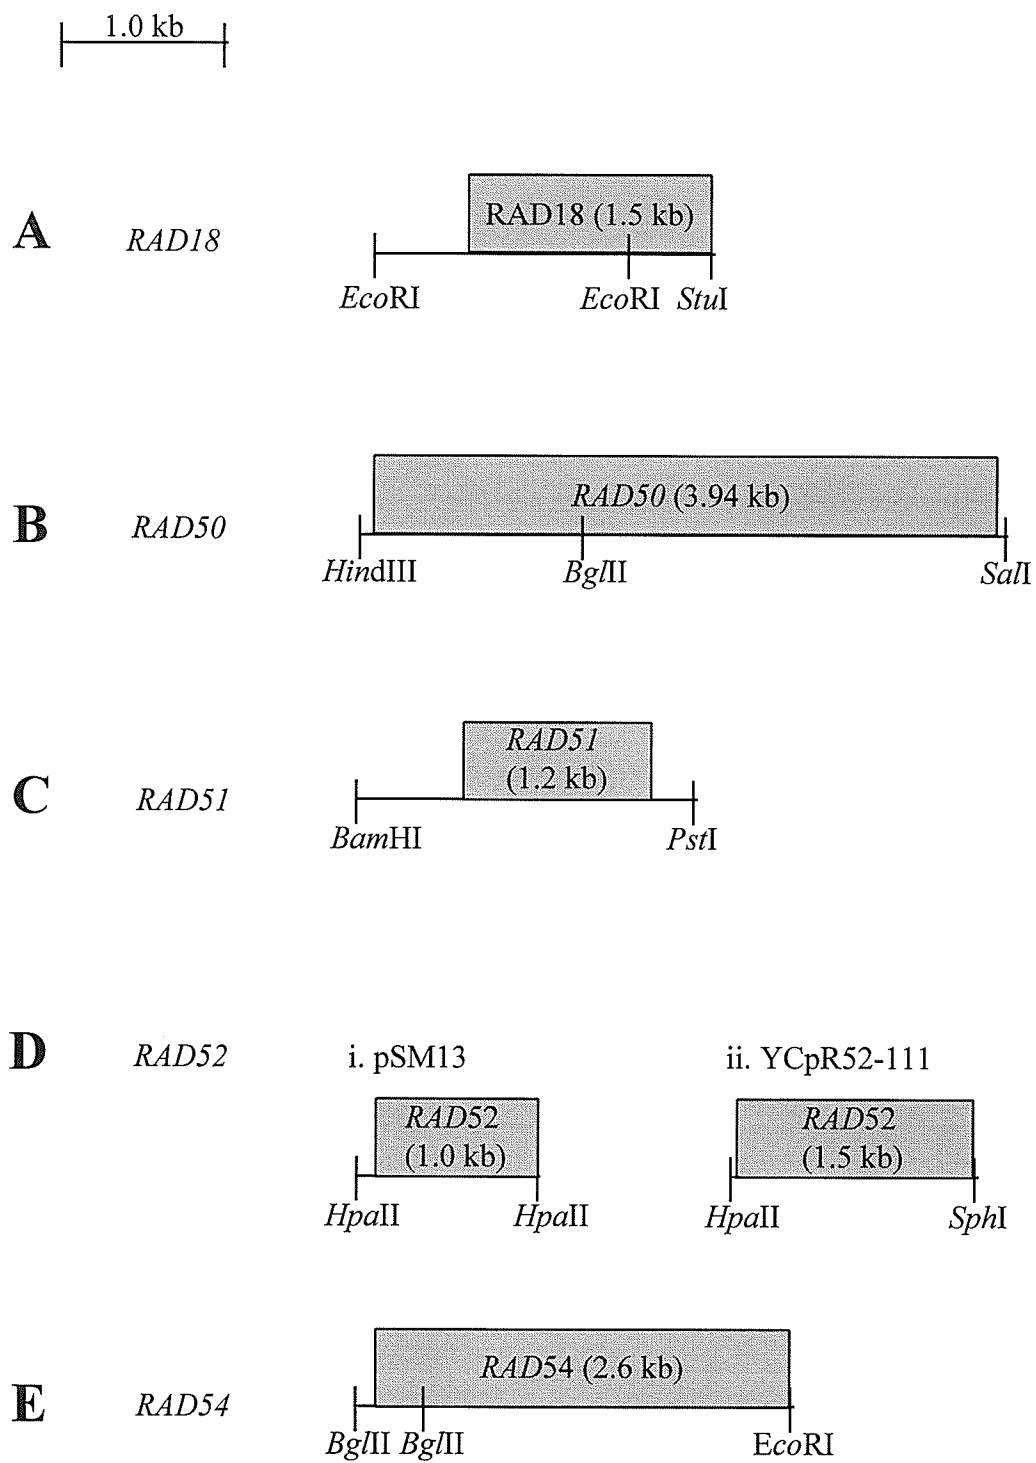 1.0 kb
A RAD18 RAD18 (1.5 kb)
EcoRI EcoRI StuI
B RAD50 RAD50 (3.94 kb)
HindIII BglII SalI
C RAD51 RAD51
(1.2 kb)
BamHI PstI
D RAD52 i. pSM13 ii. YCpR52-111
RAD52 RAD52
(1.0 kb) (1.5 kb)
HpaII HpaII HpaII SphI
E RAD54 RAD54 (2.6 kb)
BglII BglII EcoRI